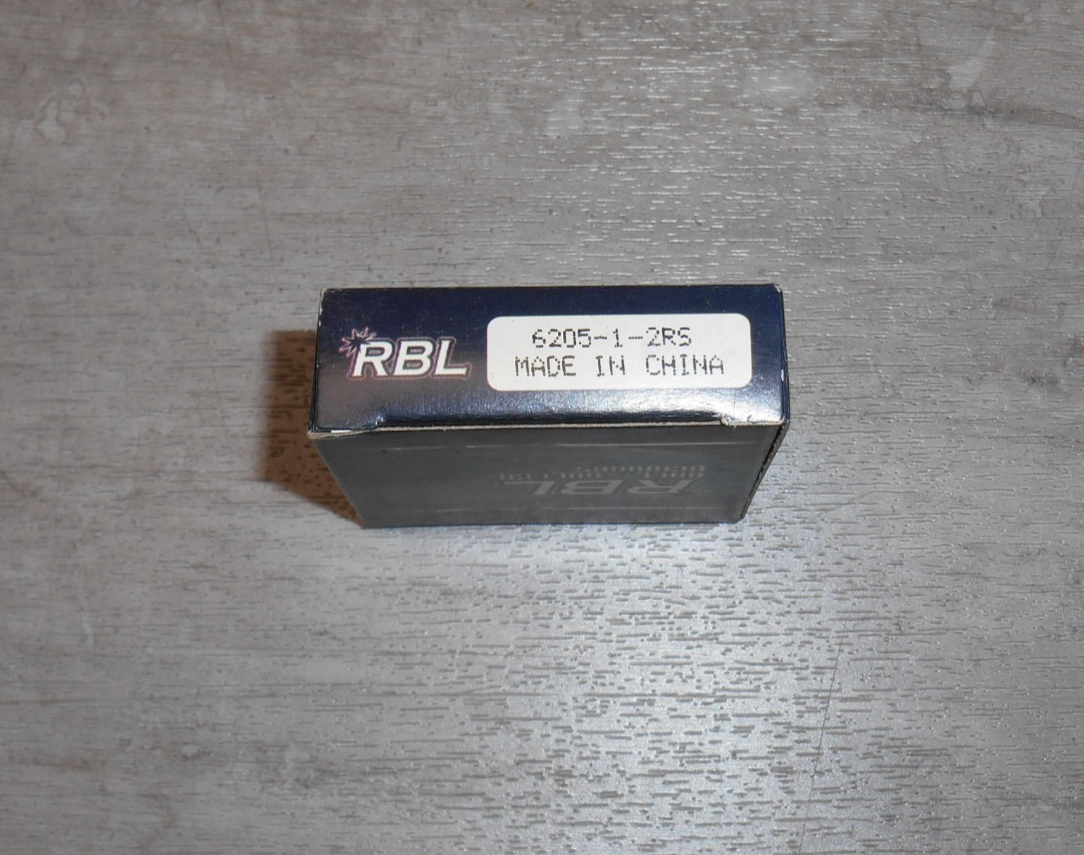 RBL
6205-1-2RS
MADE IN CHINA
RBL